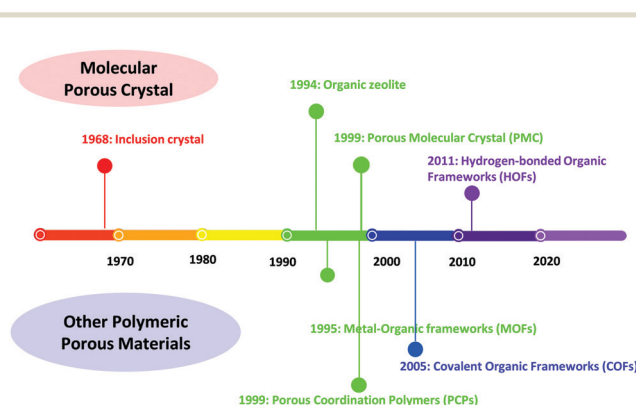 Molecular
Porous Crystal
1994: Organic zeolite
1968: Inclusion crystal
1999: Porous Molecular Crystal (PMC)
2011: Hydrogen-bonded Organic
Frameworks (HOFs)
1970
1980
1990
2000
2010
2020
Other Polymeric
Porous Materials
1995: Metal-Organic frameworks (MOFs)
2005: Covalent Organic Frameworks (COFs)
1999: Porous Coordination Polymers (PCPs)